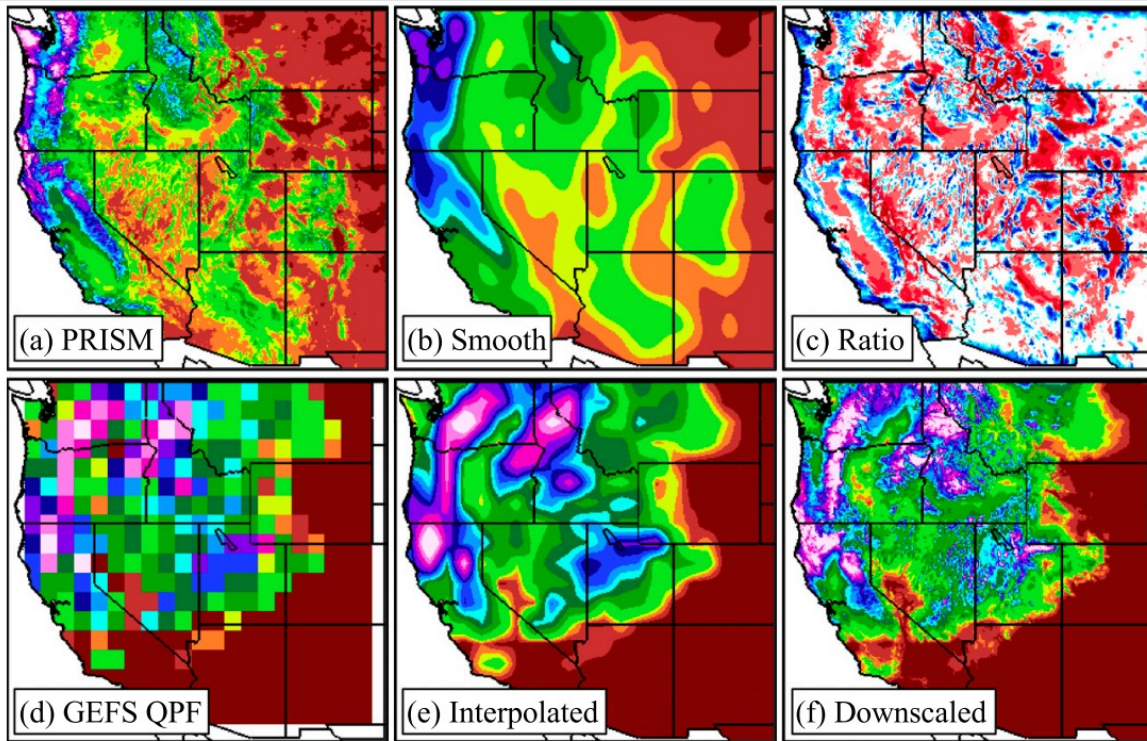 (a) PRISM
(b) Smooth
(c) Ratio
(d) GEFS QPF
(e) Interpolated
(f) Downscaled